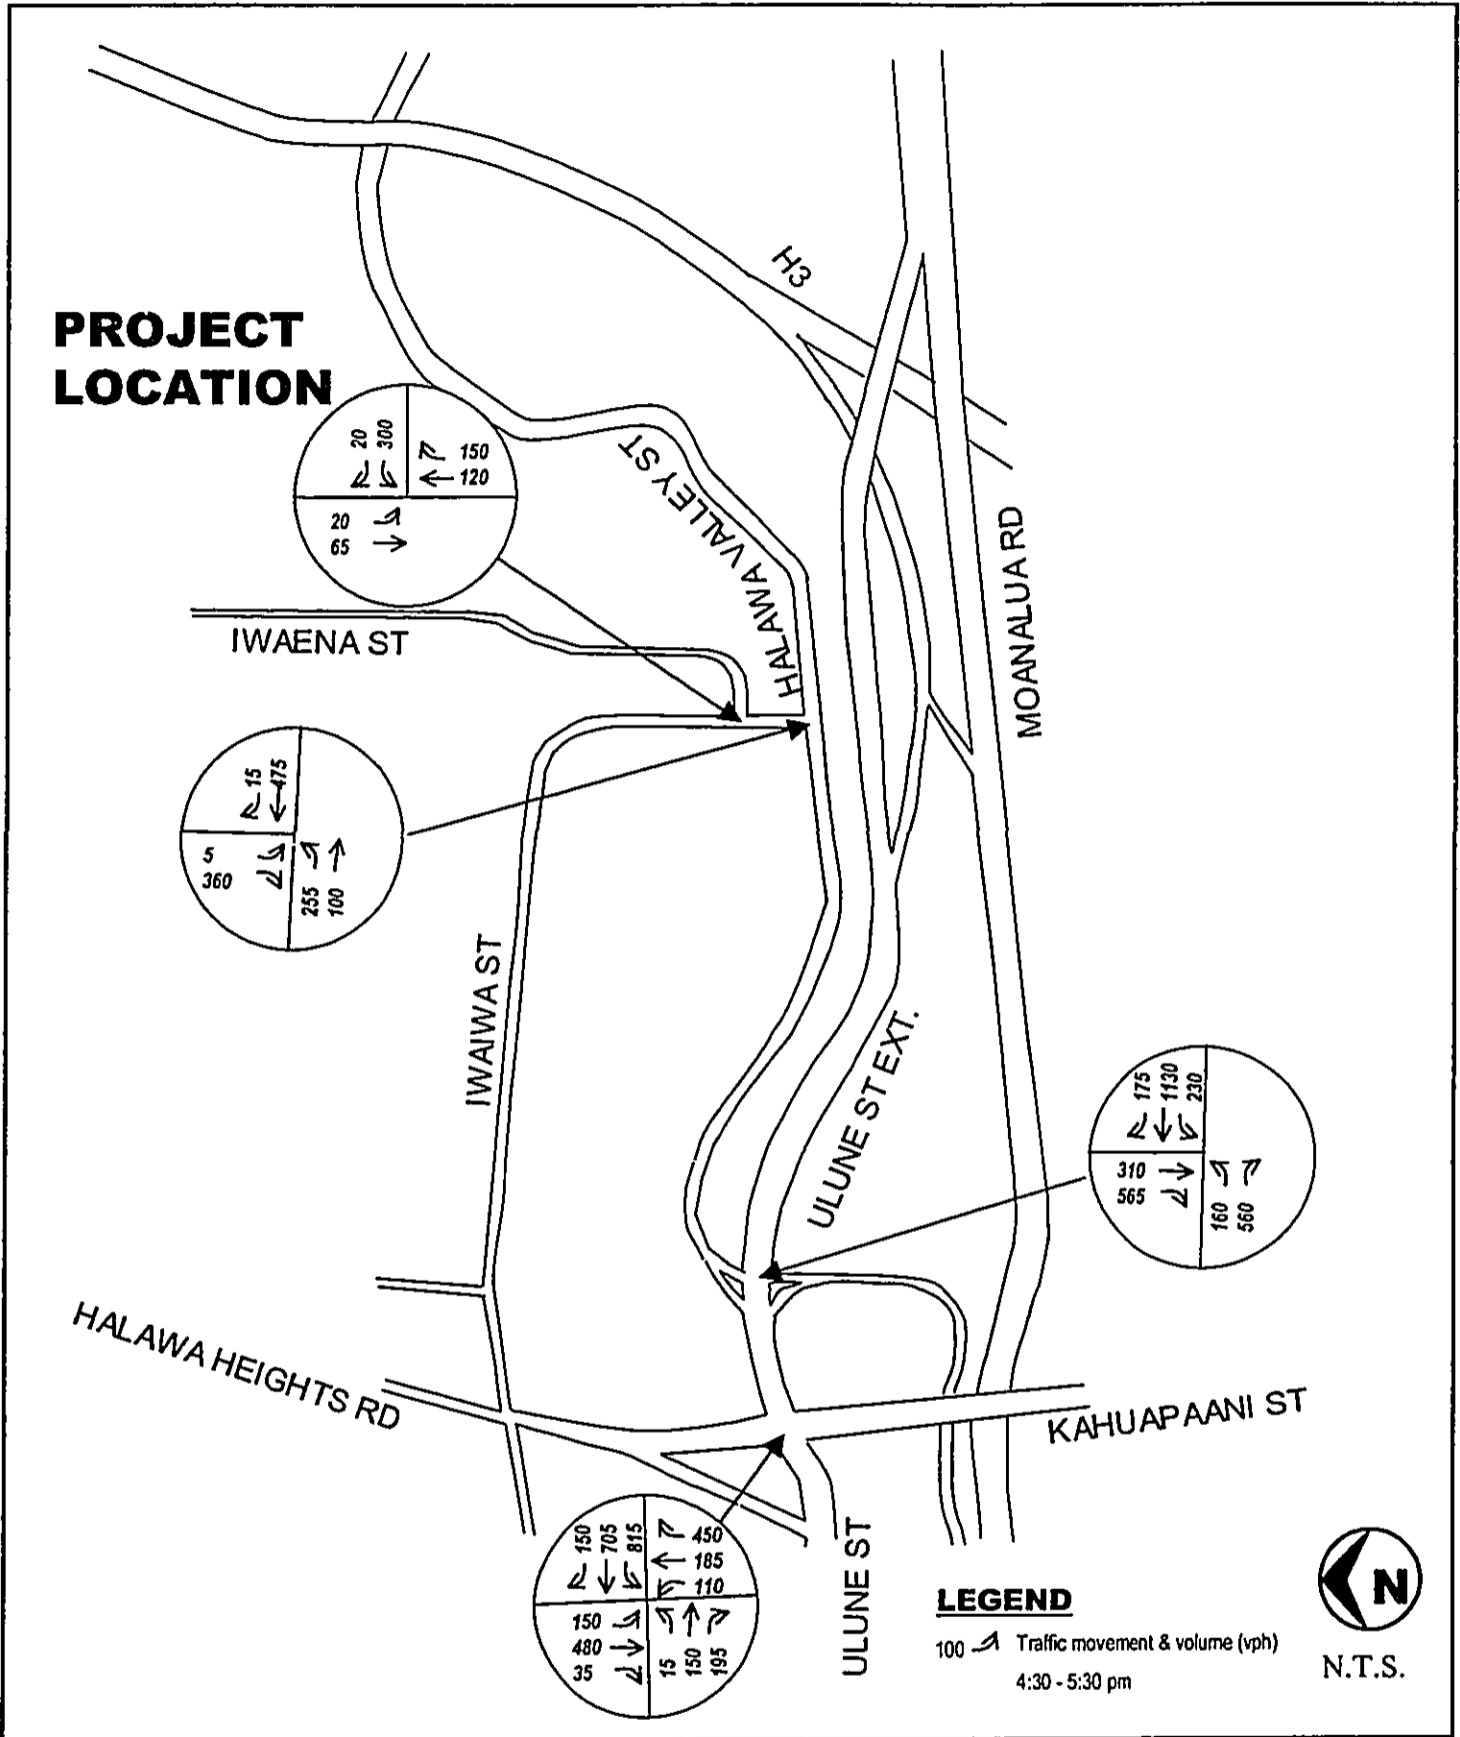 H3
PROJECT
LOCATION
20
300
150
120
20
65
HALAWA VALLEY ST
MOANALUA RD
IWAENA ST
15
475
5
360
255
100
IWAIWA ST
ULUNE ST EXT.
175
1130
230
310
565
160
560
HALAWA HEIGHTS RD
KAHUAPAANI ST
150
705
815
450
185
110
150
480
35
15
150
195
ULUNE ST
LEGEND
100 Traffic movement & volume (vph)
4:30 - 5:30 pm
N
N.T.S.